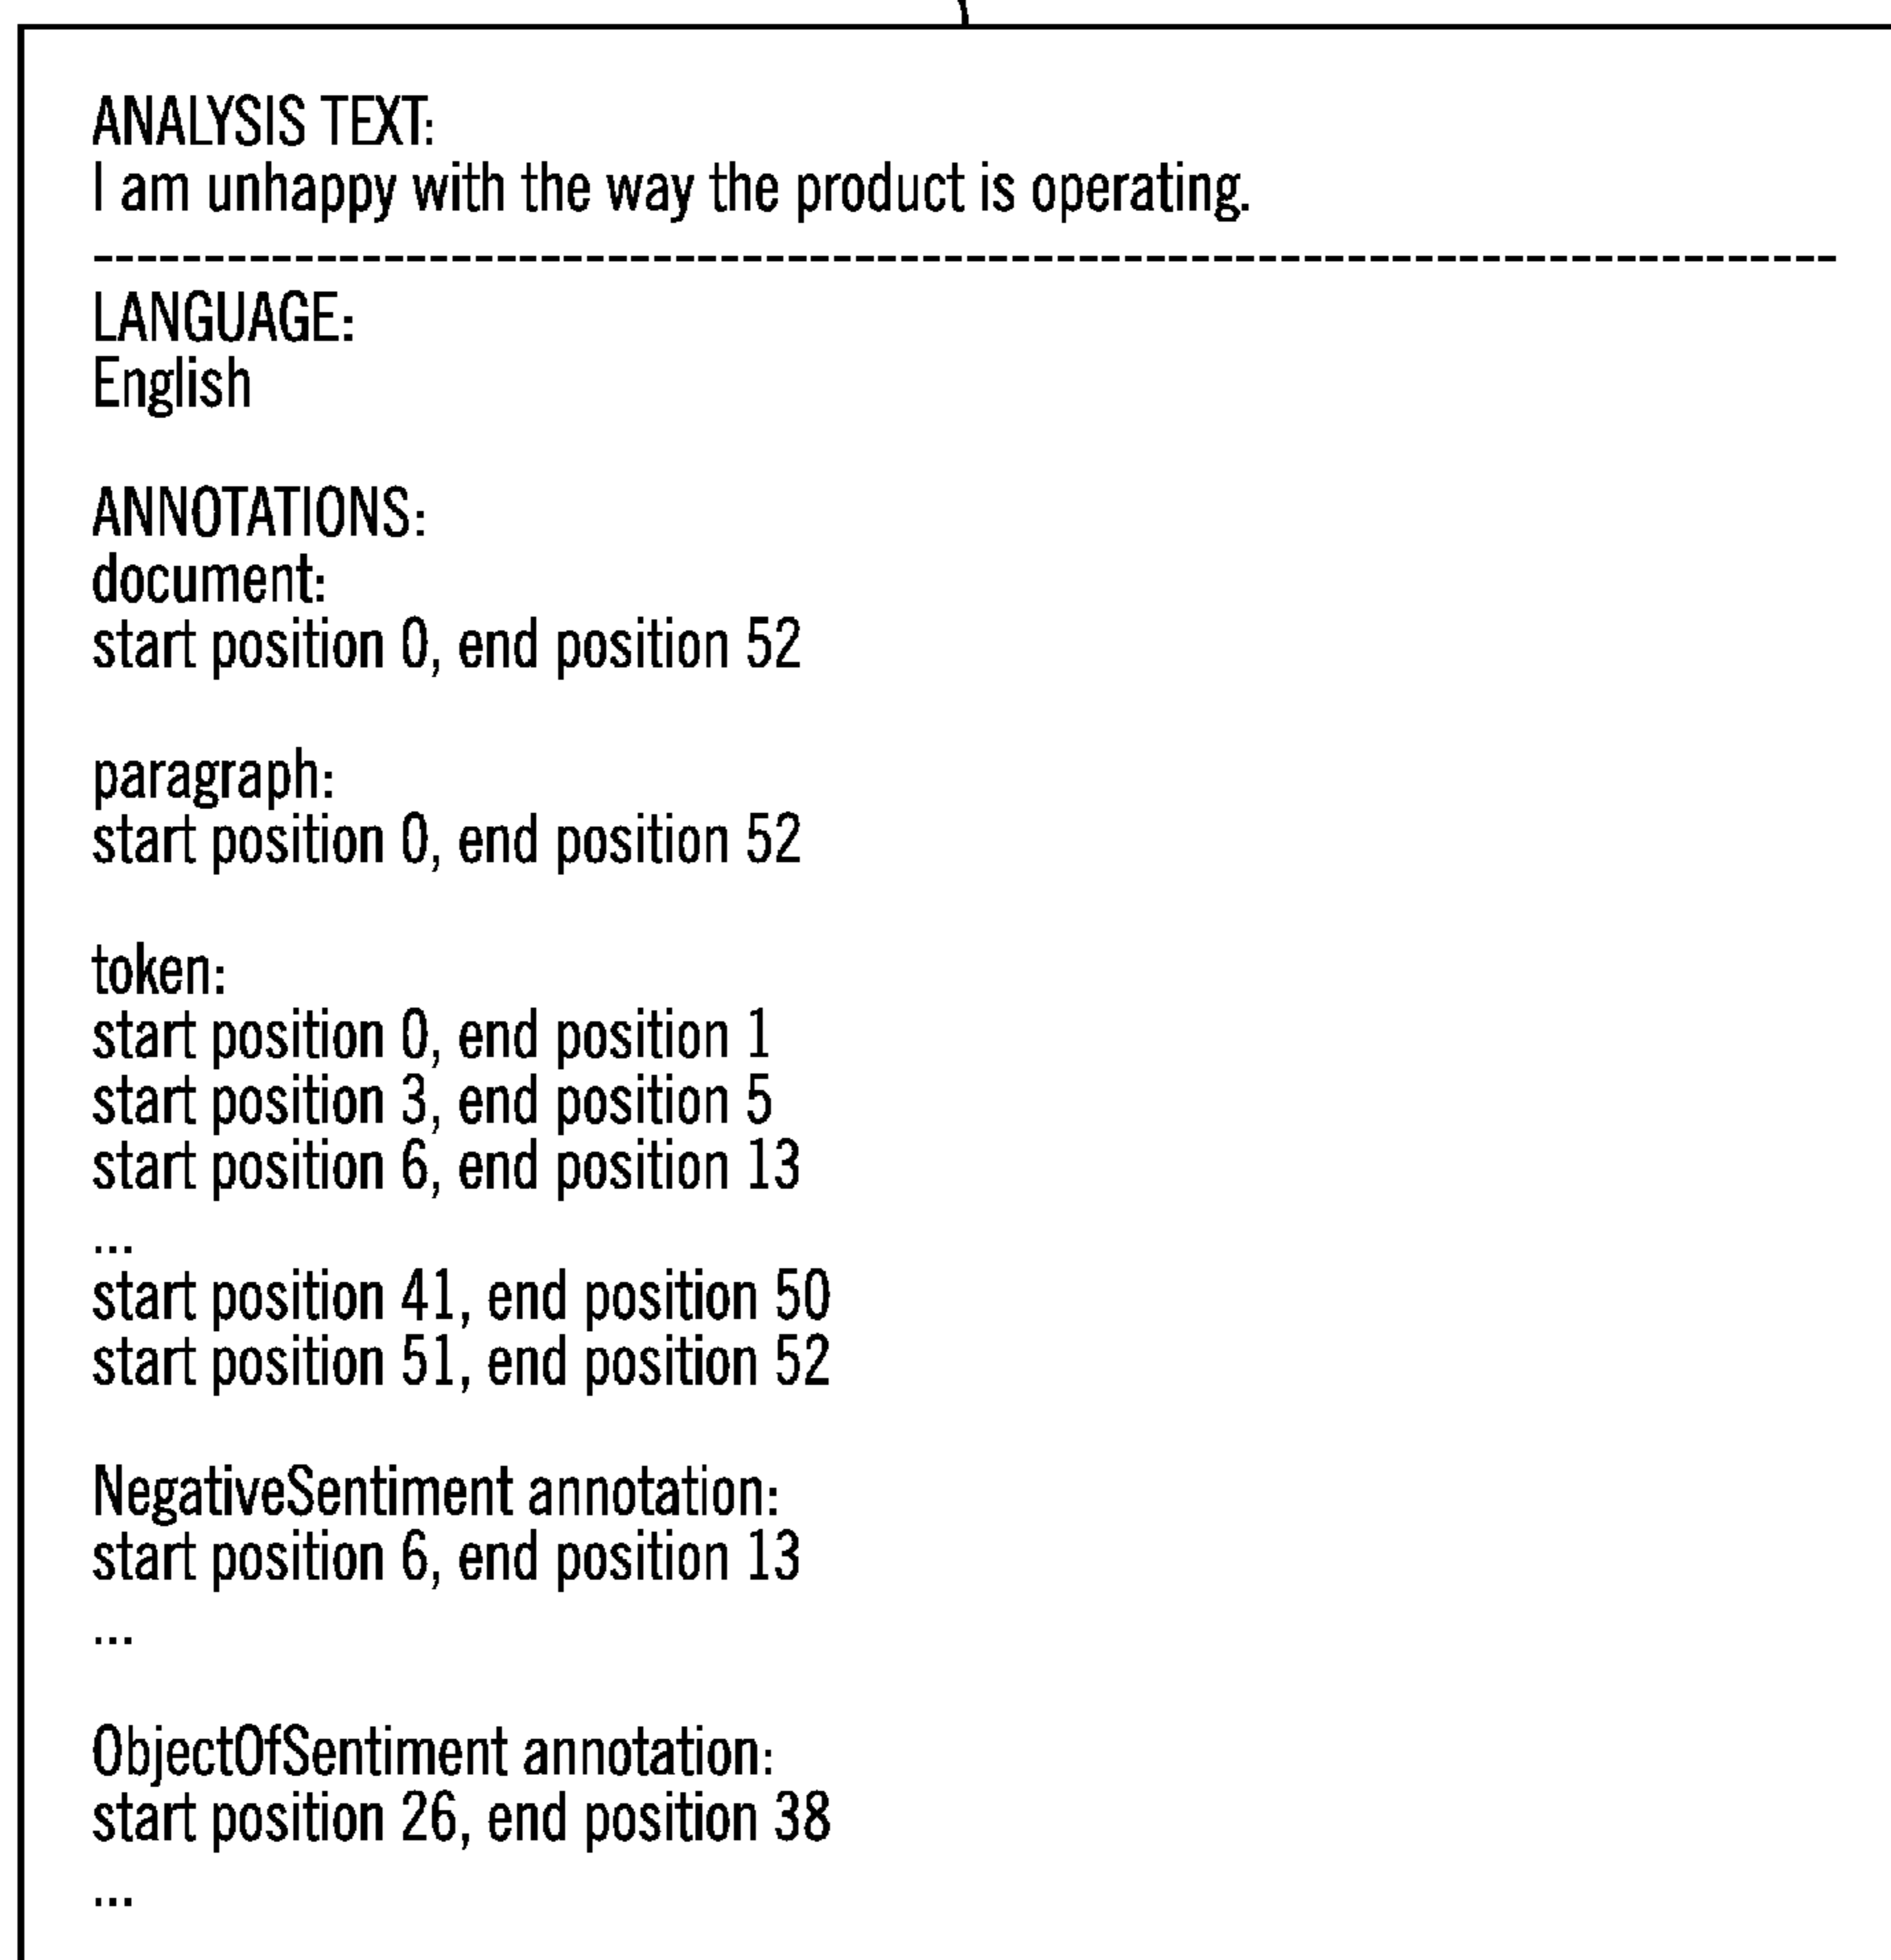 ANALYSIS TEXT:
I am unhappy with the way the product is operating.
--------------------------------------------------------------------------------
LANGUAGE:
English
ANNOTATIONS:
document:
start position 0, end position 52
paragraph:
start position 0, end position 52
token:
start position 0, end position 1
start position 3, end position 5
start position 6, end position 13
...
start position 41, end position 50
start position 51, end position 52
NegativeSentiment annotation:
start position 6, end position 13
...
ObjectOfSentiment annotation:
start position 26, end position 38
...